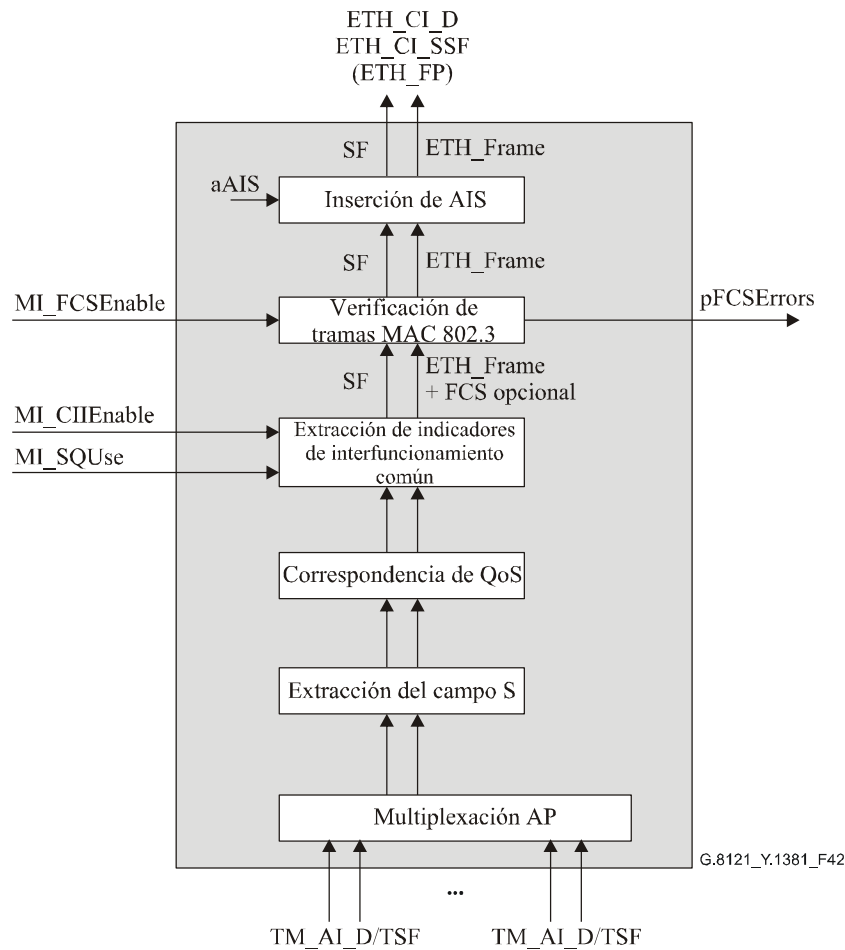 ETH_CI_D
ETH_CI_SSF
(ETH_FP)
SF
ETH_Frame
aAIS
Inserción de AIS
SF
ETH_Frame
MI_FCSEnable
Verificación de
tramas MAC 802.3
pFCSErrors
SF
ETH_Frame
+ FCS opcional
MI_CIIEnable
MI_SQUse
Extracción de indicadores
de interfuncionamiento
común
Correspondencia de QoS
Extracción del campo S
Multiplexación AP
G.8121_Y.1381_F42
...
TM_AI_D/TSF
TM_AI_D/TSF